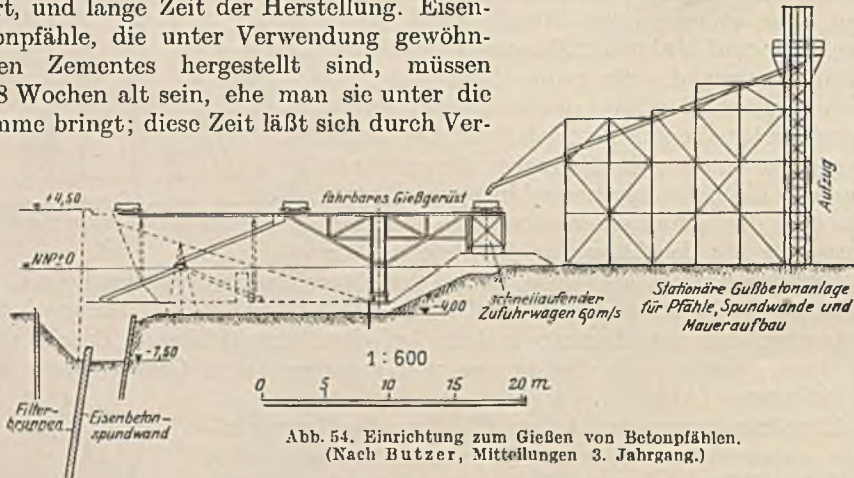 rt, und lange Zeit der Herstellung. Eisen-
onpfähle, die unter Verwendung gewöhn-
en Zementes hergestellt sind, müssen
8 Wochen alt sein, ehe man sie unter die
mme bringt; diese Zeit läßt sich durch Ver-
+4,50
fahrbares Gießgerüst
Aufzug
NN±0
-4,00
schnellaufender
Zufuhrwagen 60m/s
Stationäre Gußbetonanlage
für Pfähle, Spundwände und
Maueraufbau
-7,50
1:600
0 5 10 15 20 m
Filter-
brunnen
Eisenbeton-
spundwand
Abb. 54. Einrichtung zum Gießen von Betonpfählen.
(Nach Butzer, Mitteilungen 3. Jahrgang.)